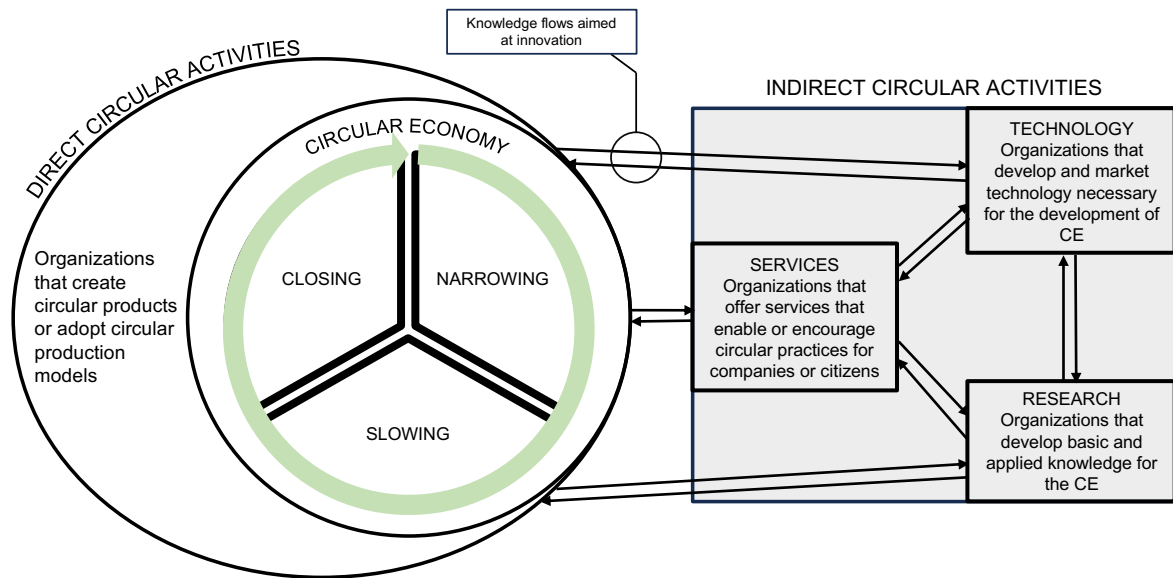 Knowledge flows aimed
at innovation
DIRECT CIRCULAR ACTIVITIES
CIRCULAR ECONOMY
Organizations
that create
circular products
or adopt circular
production
models
CLOSING
NARROWING
SLOWING
INDIRECT CIRCULAR ACTIVITIES
TECHNOLOGY
Organizations that
develop and market
technology necessary
for the development of
CE
SERVICES
Organizations that
offer services that
enable or encourage
circular practices for
companies or citizens
RESEARCH
Organizations that
develop basic and
applied knowledge for
the CE